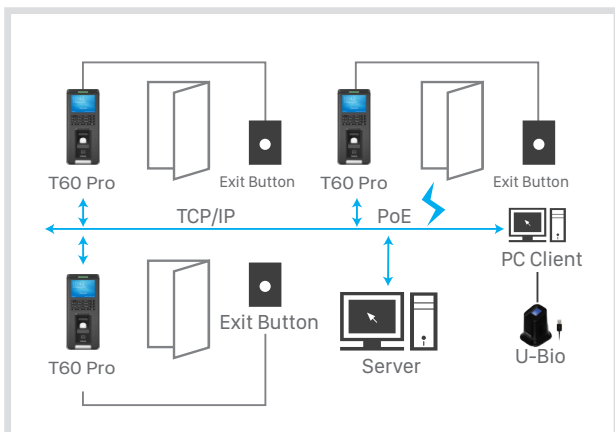 T60 Pro
Exit Button
T60 Pro
Exit Button
TCP/IP
PoE
PC Client
T60 Pro
Exit Button
Server
U-Bio